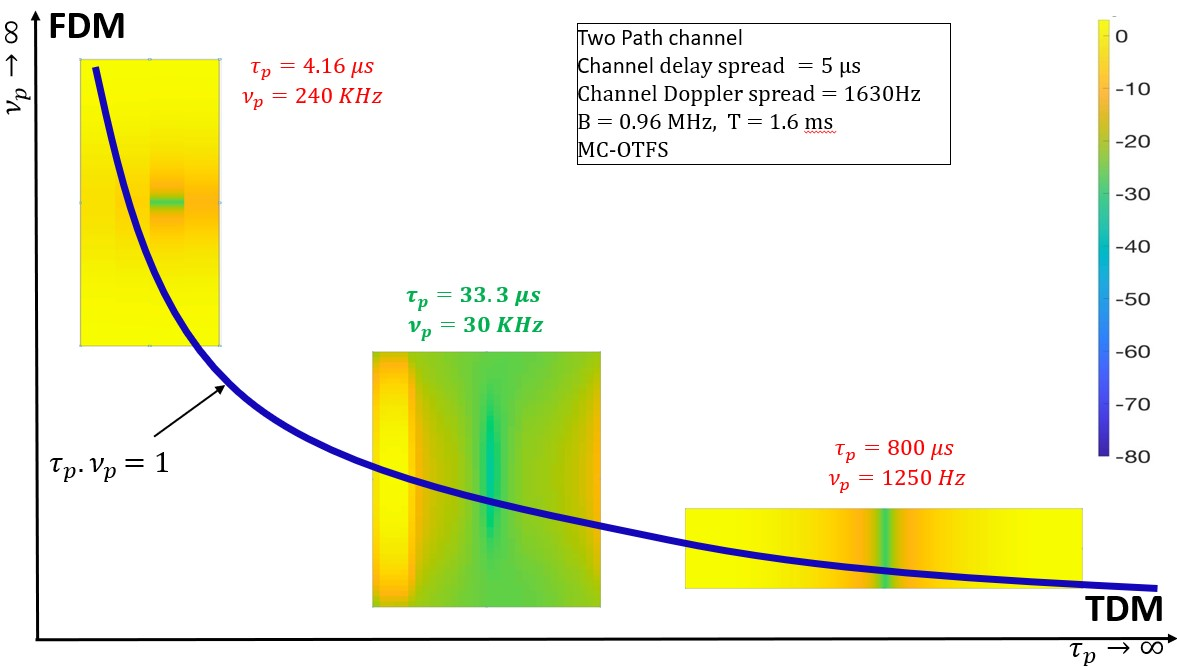 FDM
ν_p → ∞
τ_p = 4.16 μs
ν_p = 240 KHz
Two Path channel
Channel delay spread = 5 μs
Channel Doppler spread = 1630Hz
B = 0.96 MHz, T = 1.6 ms
MC-OTFS
0
-10
-20
-30
-40
-50
-60
-70
-80
τ_p = 33.3 μs
ν_p = 30 KHz
τ_p. ν_p = 1
τ_p = 800 μs
ν_p = 1250 Hz
TDM
τ_p → ∞